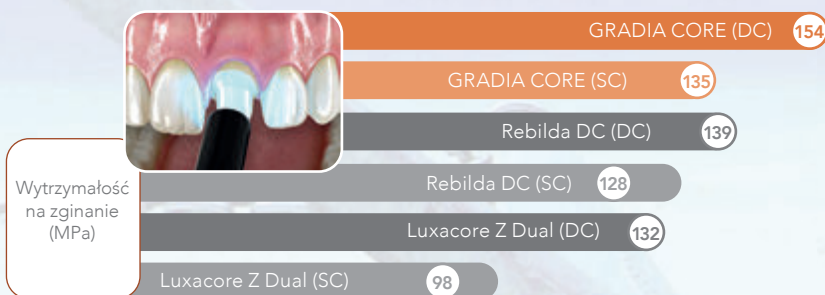 GRADIA CORE (DC) 154
GRADIA CORE (SC) 135
Rebilda DC (DC) 139
Rebilda DC (SC) 128
Luxacore Z Dual (DC) 132
Luxacore Z Dual (SC) 98
Wytrzymałość
na zginanie
(MPa)